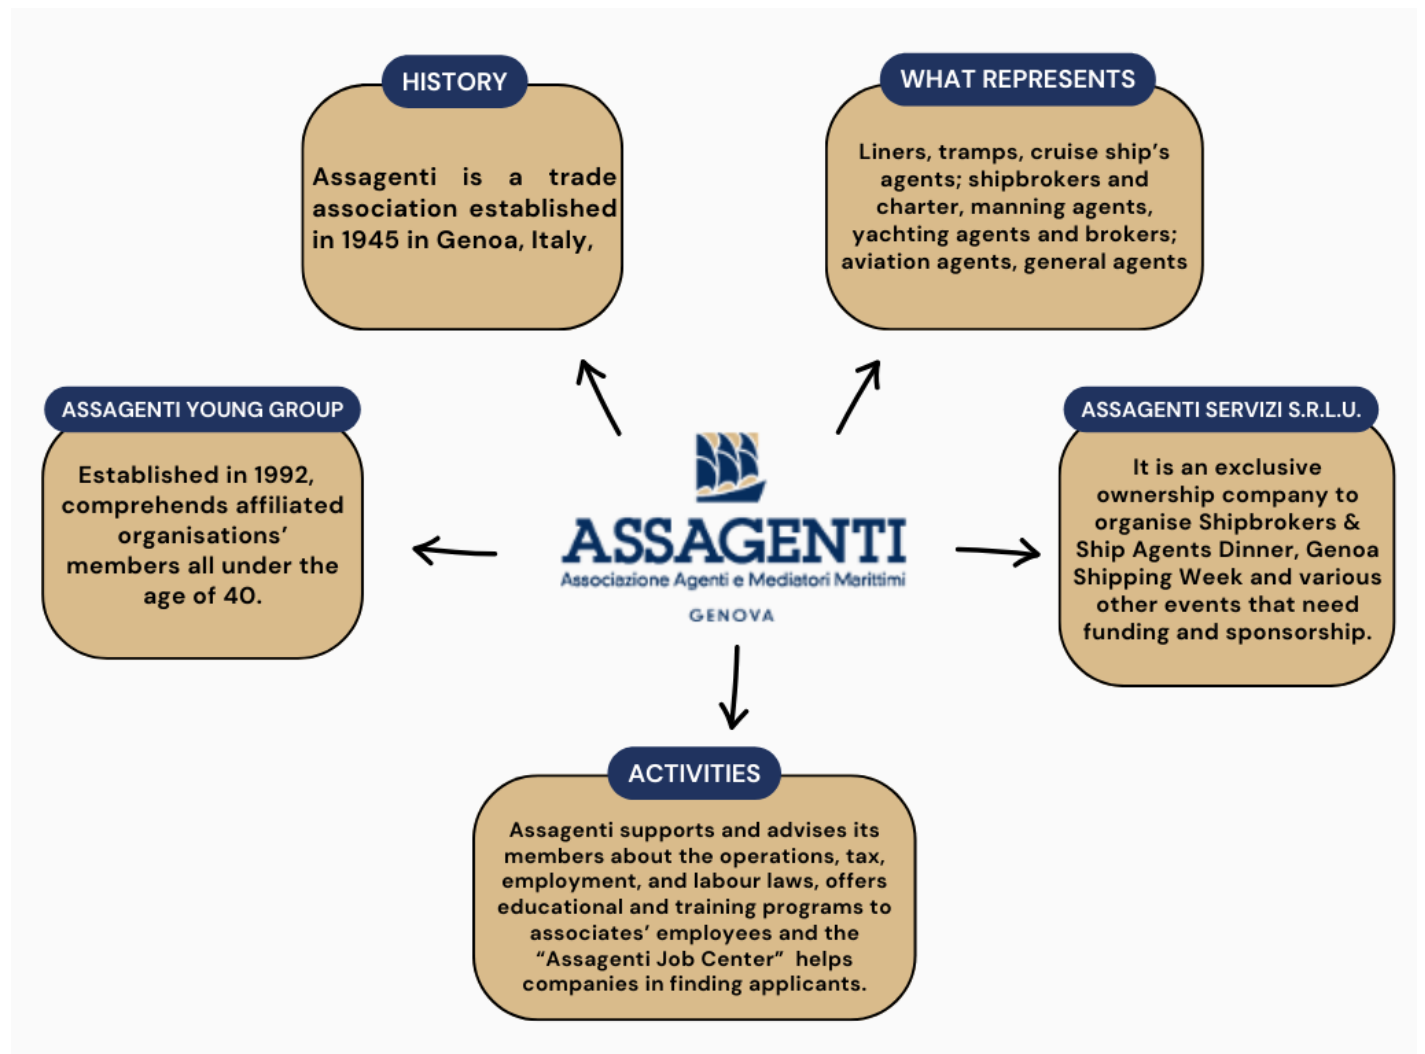 HISTORY
Assagenti is a trade
association established
in 1945 in Genoa, Italy,
WHAT REPRESENTS
Liners, tramps, cruise ship’s
agents; shipbrokers and
charter, manning agents,
yachting agents and brokers;
aviation agents, general agents
ASSAGENTI YOUNG GROUP
Established in 1992,
comprehends affiliated
organisations’
members all under the
age of 40.
ASSAGENTI
Associazione Agenti e Mediatori Marittimi
GENOVA
ASSAGENTI SERVIZI S.R.L.U.
It is an exclusive
ownership company to
organise Shipbrokers &
Ship Agents Dinner, Genoa
Shipping Week and various
other events that need
funding and sponsorship.
ACTIVITIES
Assagenti supports and advises its
members about the operations, tax,
employment, and labour laws, offers
educational and training programs to
associates’ employees and the
“Assagenti Job Center” helps
companies in finding applicants.